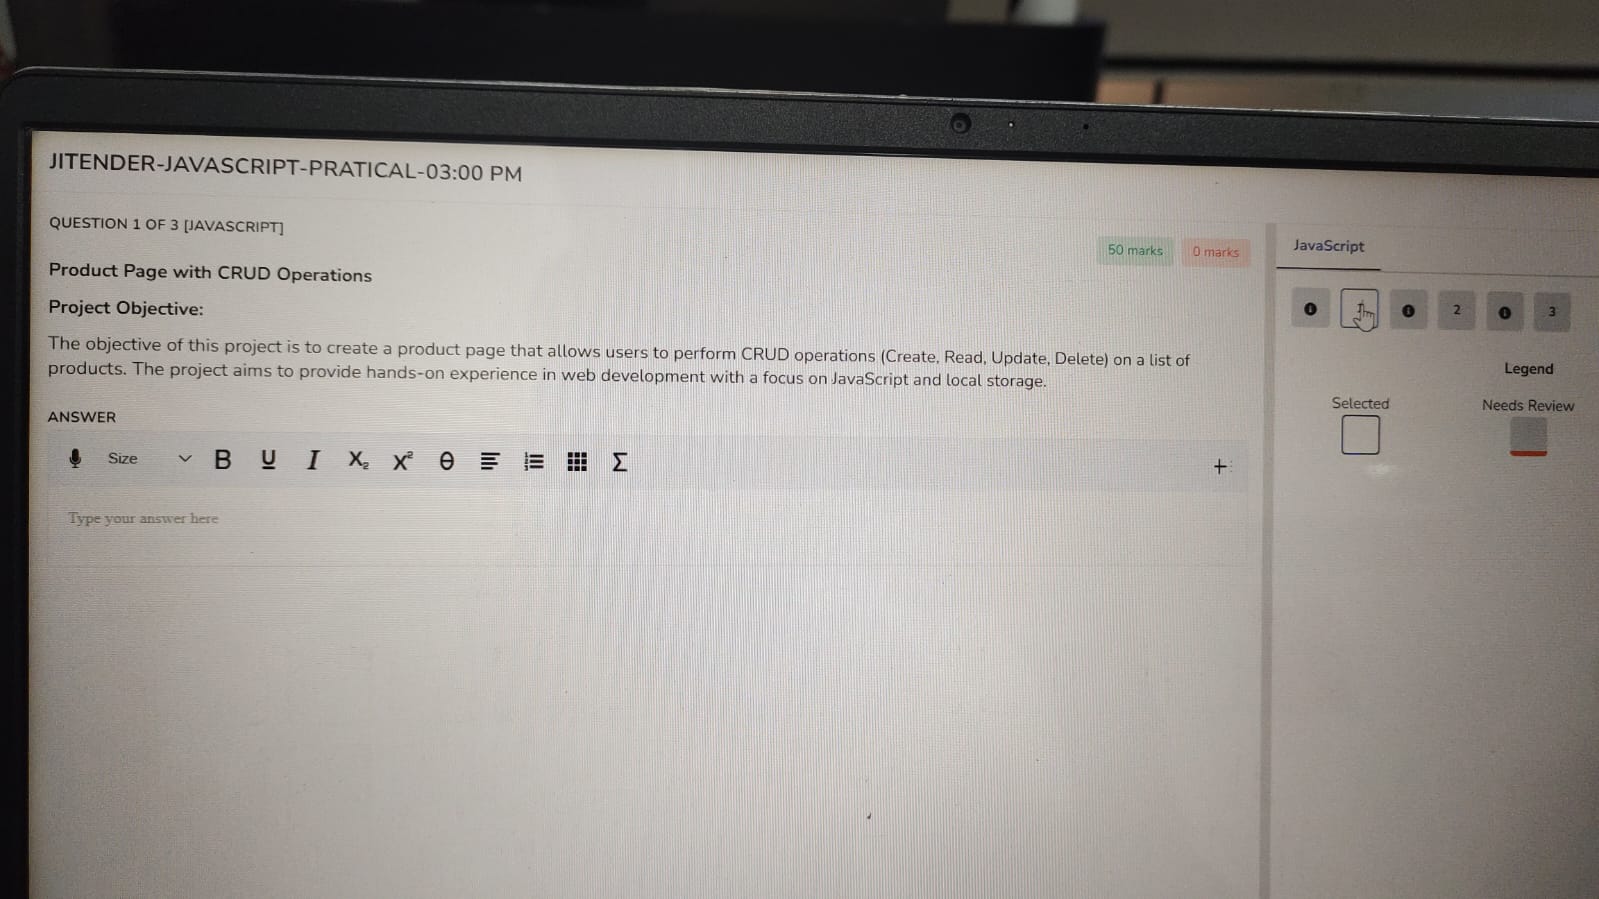 JITENDER-JAVASCRIPT-PRATICAL-03:00 PM
QUESTION 1 OF 3 [JAVASCRIPT]
50 marks
0 marks
Product Page with CRUD Operations
Project Objective:
The objective of this project is to create a product page that allows users to perform CRUD operations (Create, Read, Update, Delete) on a list of
products. The project aims to provide hands-on experience in web development with a focus on JavaScript and local storage.
ANSWER
Size B U I X₂ X² Θ Σ +
Type your answer here
JavaScript
2 3
Legend
Selected
Needs Review